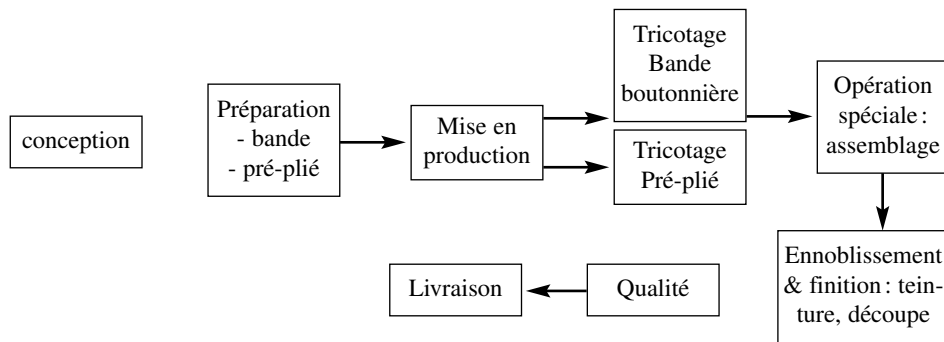 conception
Préparation
- bande
- pré-plié
Mise en
production
Tricotage
Bande
boutonnière
Tricotage
Pré-plié
Opération
spéciale :
assemblage
Ennoblissement
& finition : tein-
ture, découpe
Qualité
Livraison